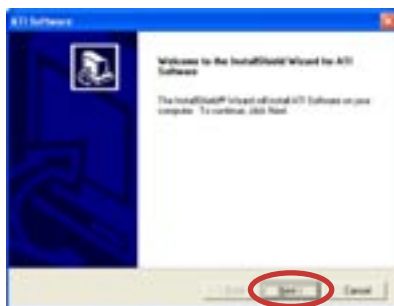 ATI Software
Welcome to the InstallShield Wizard for ATI
Software
The InstallShield® Wizard will install ATI Software on your
computer. To continue, click Next.
Next >
Cancel